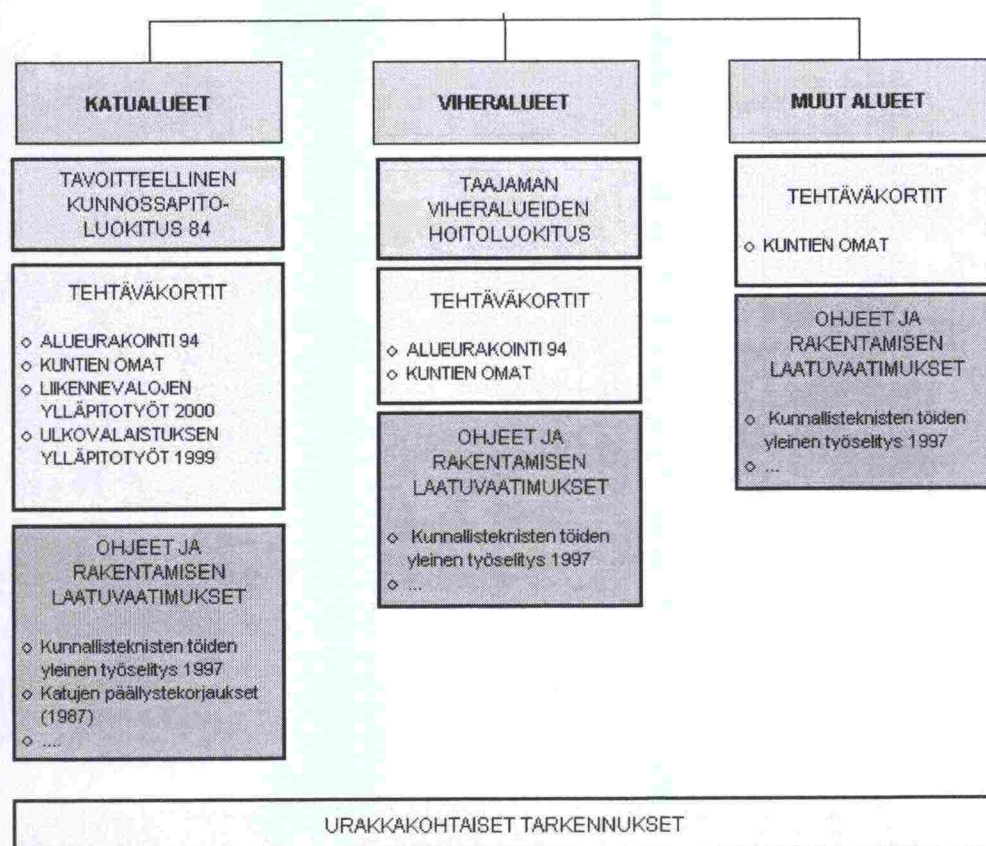 KATUALUEET
TAVOITTEELLINEN
KUNNOSSAPITO-
LUOKITUS 84
TEHTÄVÄKORTIT
◇ ALUEURAKOINTI 94
◇ KUNTIEN OMAT
◇ LIIKENNEVALOJEN
YLLÄPITOTYÖT 2000
◇ ULKOVALAISTUKSEN
YLLÄPITOTYÖT 1999
OHJEET JA
RAKENTAMISEN
LAATUVAATIMUKSET
◇ Kunnallisteknisten töiden
yleinen työselitys 1997
◇ Katujen päällystekorjaukset
(1987)
◇ ....
VIHERALUEET
TAAJAMAN
VIHERALUEIDEN
HOITOLUOKITUS
TEHTÄVÄKORTIT
◇ ALUEURAKOINTI 94
◇ KUNTIEN OMAT
OHJEET JA
RAKENTAMISEN
LAATUVAATIMUKSET
◇ Kunnallisteknisten töiden
yleinen työselitys 1997
◇ ...
MUUT ALUEET
TEHTÄVÄKORTIT
◇ KUNTIEN OMAT
OHJEET JA
RAKENTAMISEN
LAATUVAATIMUKSET
◇ Kunnallisteknisten töiden
yleinen työselitys 1997
◇ ...
URAKKAKOHTAISET TARKENNUKSET